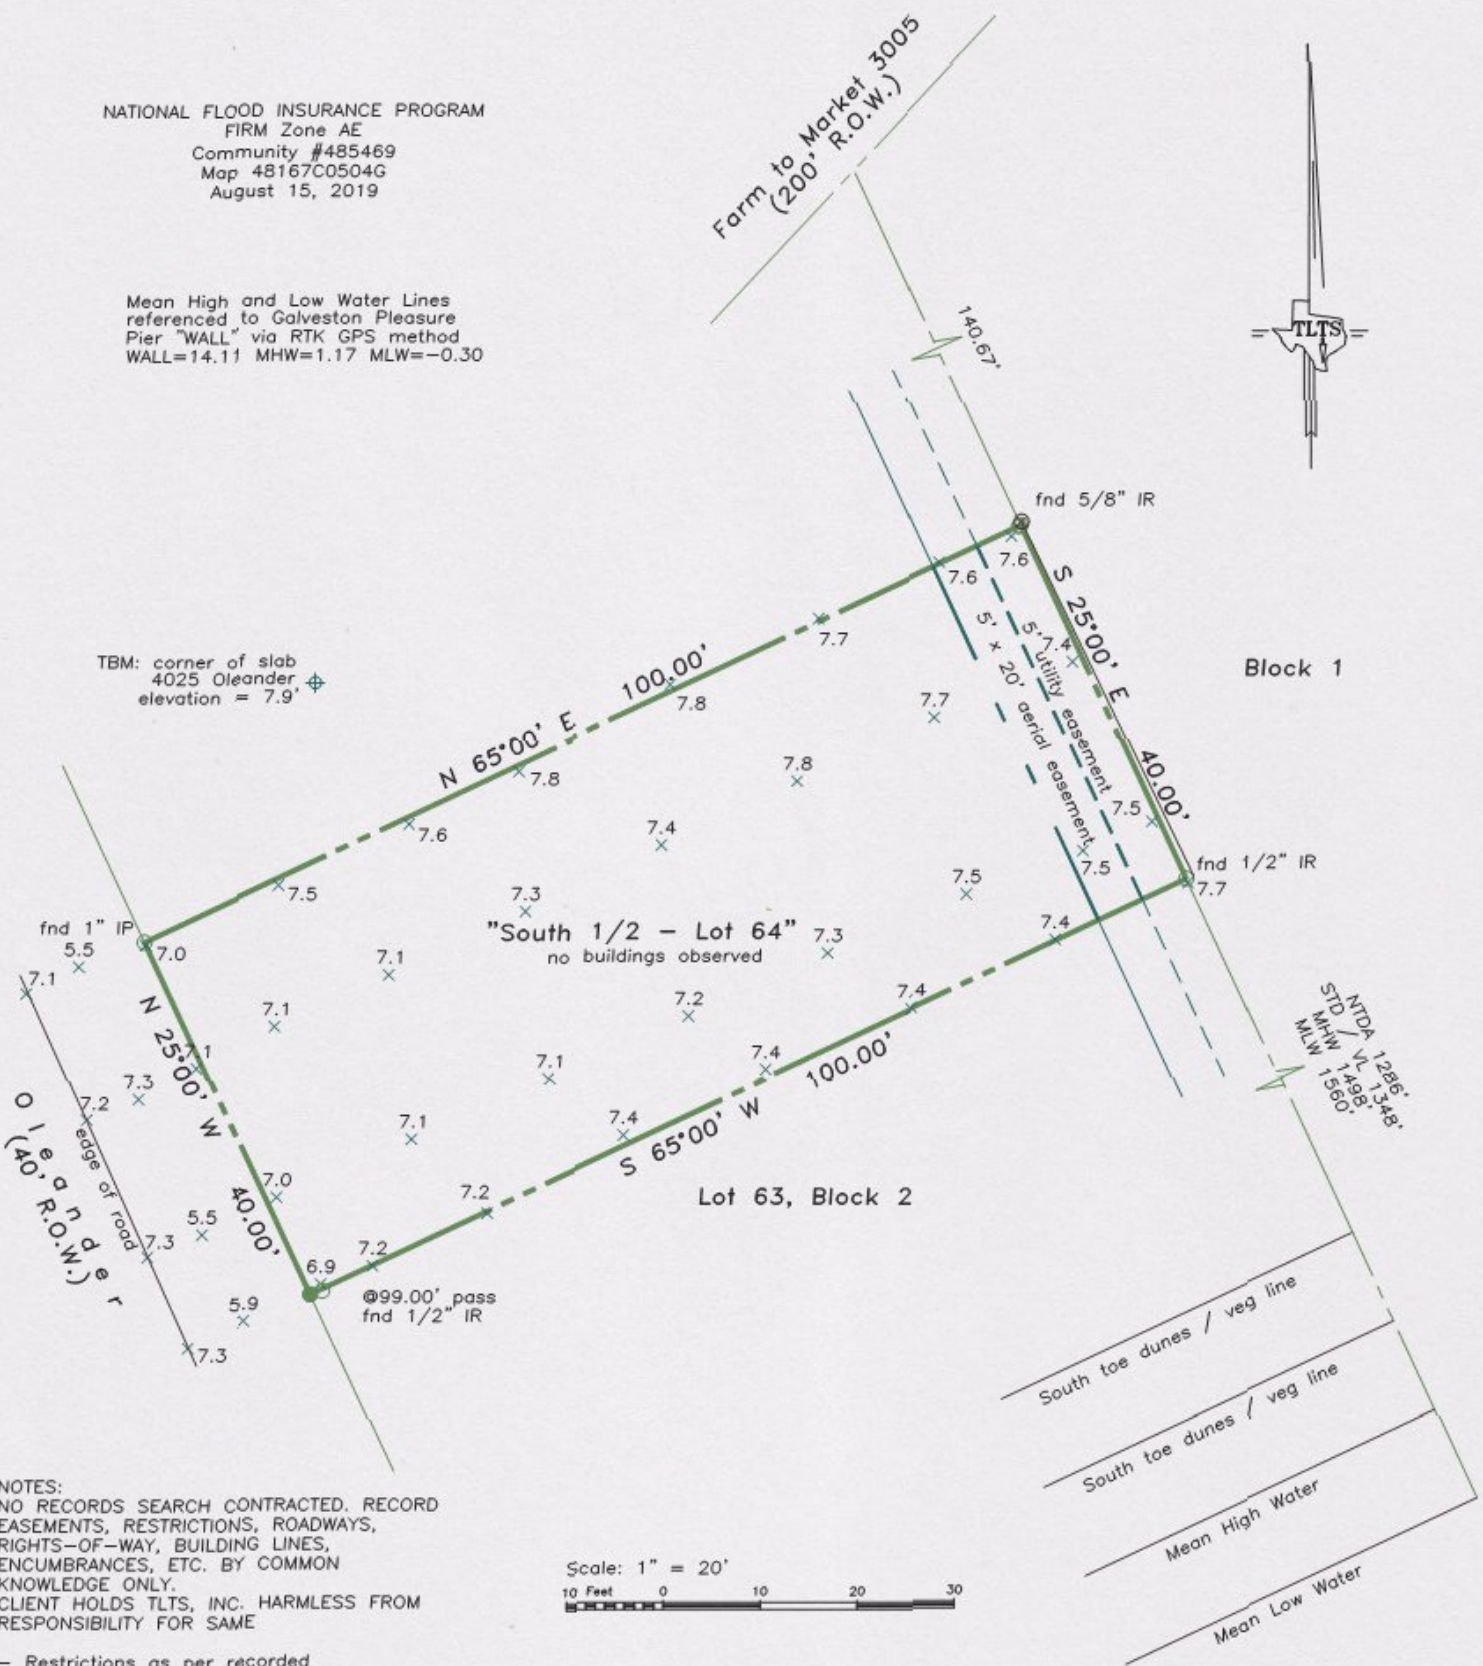 NATIONAL FLOOD INSURANCE PROGRAM
FIRM Zone AE
Community #485469
Map 48167C0504G
August 15, 2019
Farm to Market 3005
(200' R.O.W.)
Mean High and Low Water Lines
referenced to Galveston Pleasure
Pier "WALL" via RTK GPS method
WALL=14.11 MHW=1.17 MLW=-0.30
140.67'
TLTS
fnd 5/8" IR
7.6
7.6
S 25°00' E
40.00'
5' utility easement
5' x 20' aerial easement
7.4
Block 1
TBM: corner of slab
4025 Oleander
elevation = 7.9'
N 65°00' E
100.00'
7.7
7.8
7.8
7.6
7.5
7.7
7.8
7.4
7.3
7.5
7.5
7.5
fnd 1/2" IR
7.7
fnd 1" IP
7.0
5.5
7.1
"South 1/2 - Lot 64"
no buildings observed
7.1
7.1
7.3
7.2
7.1
7.1
7.4
7.4
7.4
7.4
7.2
7.2
S 65°00' W
100.00'
N 25°00' W
40.00'
7.1
7.3
7.2
7.0
5.5
7.3
6.9
5.9
7.3
edge of road
Oleander
(40' R.O.W.)
@99.00' pass
fnd 1/2" IR
Lot 63, Block 2
NTDA 1286'
STD / VL 1348'
MHW 1498'
MLW 1560'
South toe dunes / veg line
South toe dunes / veg line
Mean High Water
Mean Low Water
NOTES:
NO RECORDS SEARCH CONTRACTED. RECORD
EASEMENTS, RESTRICTIONS, ROADWAYS,
RIGHTS-OF-WAY, BUILDING LINES,
ENCUMBRANCES, ETC. BY COMMON
KNOWLEDGE ONLY.
CLIENT HOLDS TLTS, INC. HARMLESS FROM
RESPONSIBILITY FOR SAME
- Restrictions as per recorded
Scale: 1" = 20'
10 Feet 0 10 20 30